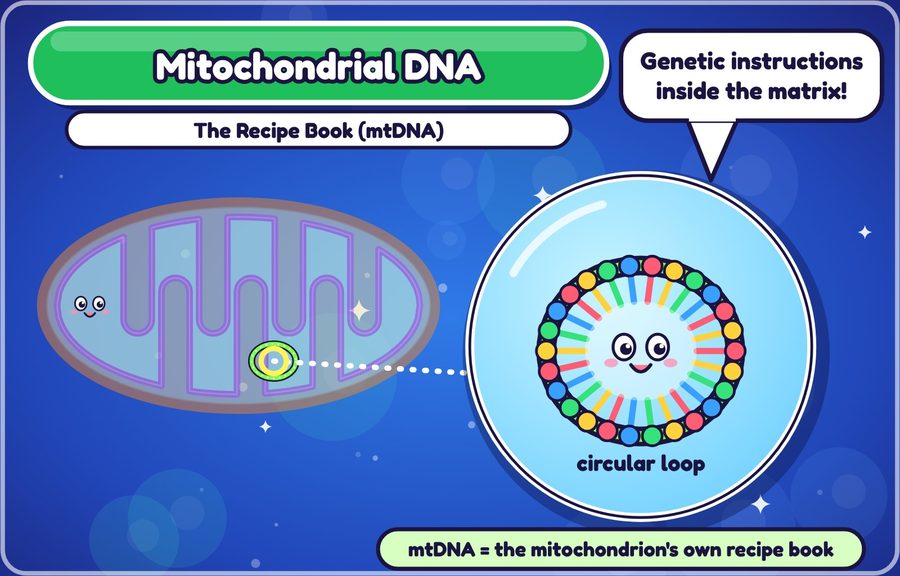 Mitochondrial DNA
The Recipe Book (mtDNA)
Genetic instructions
inside the matrix!
circular loop
mtDNA = the mitochondrion's own recipe book